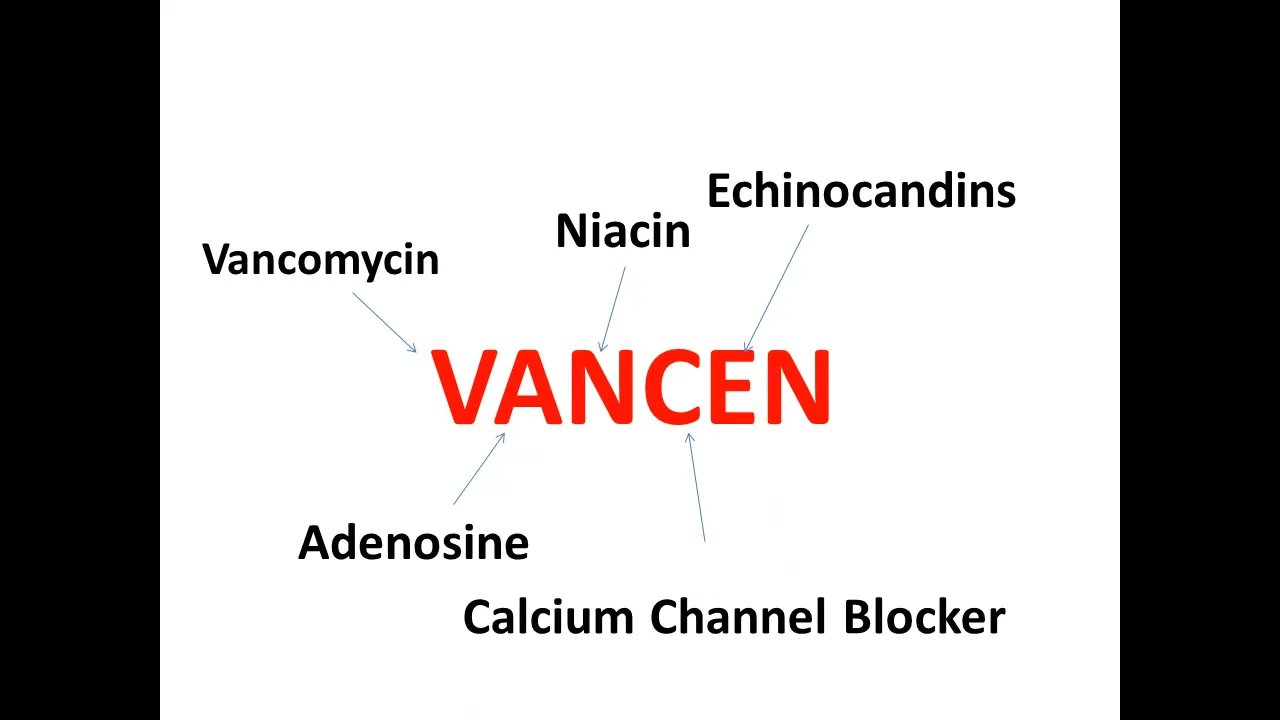 Echinocandins
Niacin
Vancomycin
VANCEN
Adenosine
Calcium Channel Blocker